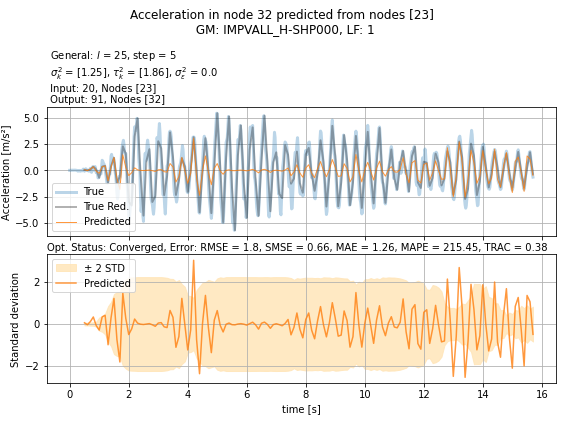 Acceleration in node 32 predicted from nodes [23]
GM: IMPVALL_H-SHP000, LF: 1
General: l = 25, step = 5
σ²ₖ = [1.25], τ²ₖ = [1.86], σ²ε = 0.0
Input: 20, Nodes [23]
Output: 91, Nodes [32]
Acceleration [m/s²]
5.0
2.5
0.0
−2.5
−5.0
True
True Red.
Predicted
Opt. Status: Converged, Error: RMSE = 1.8, SMSE = 0.66, MAE = 1.26, MAPE = 215.45, TRAC = 0.38
Standard deviation
2
0
−2
± 2 STD
Predicted
0 2 4 6 8 10 12 14 16
time [s]